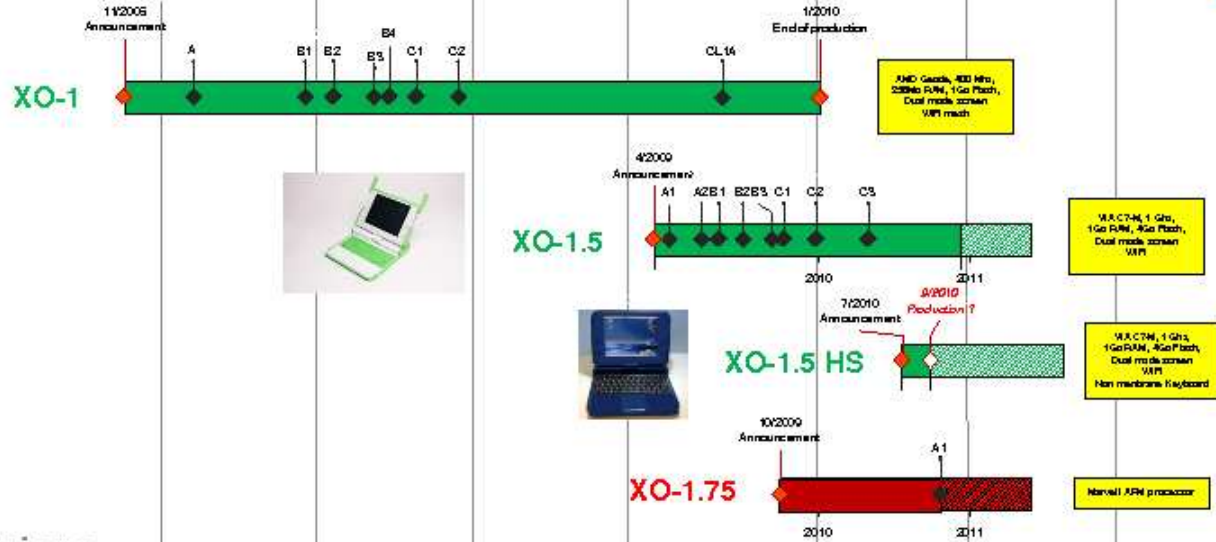 11/2005
Announcement
1/2010
End of production
A
B1
B2
B3
B4
C1
C2
CL1A
XO-1
AMD Geode, 400 Mhz,
256Mo RAM, 1Go Flash,
Dual mode screen
WiFi mesh
4/2009
Announcement
A1
A2B1
B2B3
C1
C2
C3
XO-1.5
VIA C7-M, 1 Ghz,
1Go RAM, 4Go Flash,
Dual mode screen
WiFi
2010
2011
7/2010
Announcement
9/2010
Production ?
XO-1.5 HS
VIA C7-M, 1 Ghz,
1Go RAM, 4Go Flash,
Dual mode screen
WiFi
Non membrane Keyboard
10/2009
Announcement
A1
XO-1.75
Marvell ARM processor
2010
2011